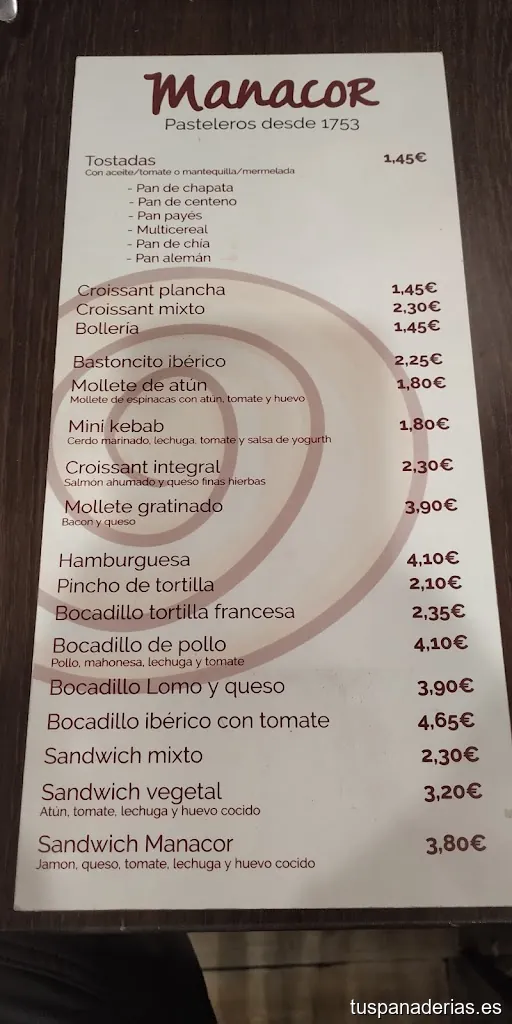 Manacor
Pasteleros desde 1753
Tostadas 1,45€
Con aceite/tomate o mantequilla/mermelada
- Pan de chapata
- Pan de centeno
- Pan payés
- Multicereal
- Pan de chía
- Pan alemán
Croissant plancha 1,45€
Croissant mixto 2,30€
Bollería 1,45€
Bastoncito ibérico 2,25€
Mollete de atún 1,80€
Mollete de espinacas con atún, tomate y huevo
Mini kebab 1,80€
Cerdo marinado, lechuga, tomate y salsa de yogurth
Croissant integral 2,30€
Salmón ahumado y queso finas hierbas
Mollete gratinado 3,90€
Bacon y queso
Hamburguesa 4,10€
Pincho de tortilla 2,10€
Bocadillo tortilla francesa 2,35€
Bocadillo de pollo 4,10€
Pollo, mahonesa, lechuga y tomate
Bocadillo Lomo y queso 3,90€
Bocadillo ibérico con tomate 4,65€
Sandwich mixto 2,30€
Sandwich vegetal 3,20€
Atún, tomate, lechuga y huevo cocido
Sandwich Manacor 3,80€
Jamon, queso, tomate, lechuga y huevo cocido
tuspanaderias.es